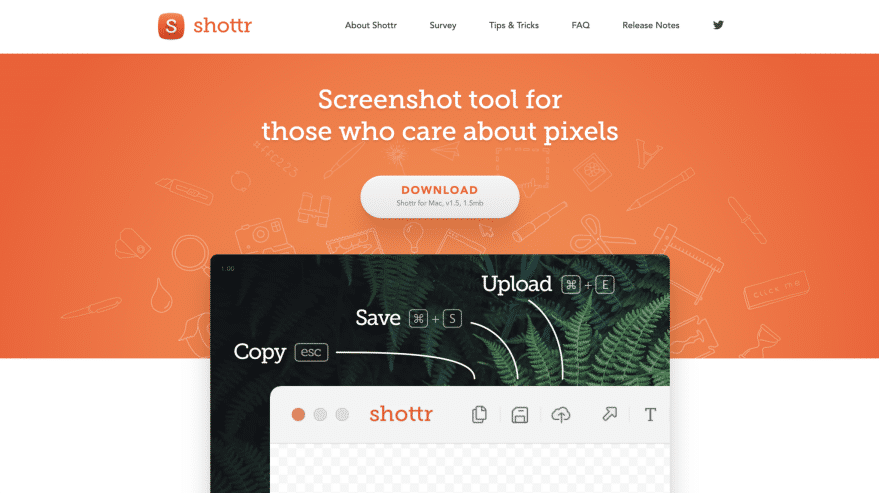 S shottr
About Shottr Survey Tips & Tricks FAQ Release Notes
Screenshot tool for
those who care about pixels
#FFC223
DOWNLOAD
Shottr for Mac, v1.5, 1.5mb
1.00
Upload ⌘ + E
Save ⌘ + S
CLICK ME
Copy esc
shottr T